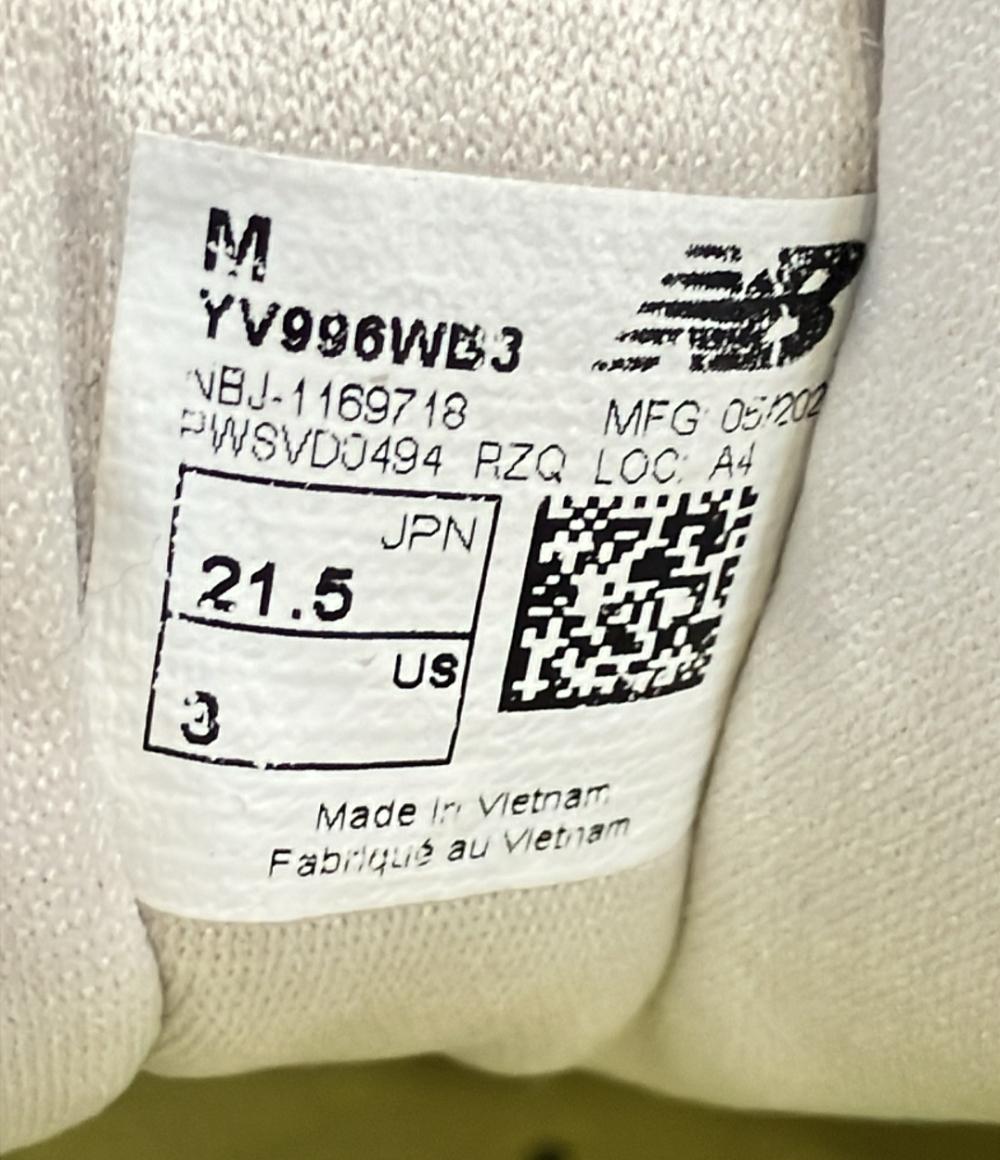 M
YV996WB3
NBJ-1169718 MFG: 05/202
PWSVD0494 RZQ LOC: A4
JPN
21.5
US
3
Made in Vietnam
Fabriqué au Vietnam